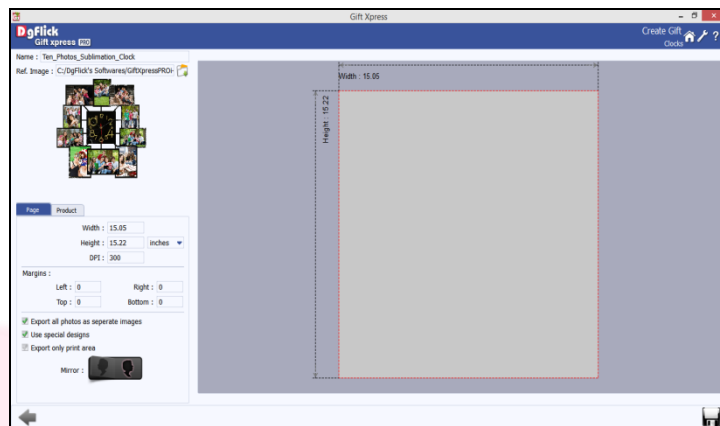 Gift Xpress
DgFlick
Gift xpress PRO
Create Gift
Clocks
?
Name : Ten_Photos_Sublimation_Clock
Ref. Image : C:/DgFlick's Softwares/GiftXpressPRO/
Page Product
Width : 15.05
Height : 15.22 inches
DPI : 300
Margins :
Left : 0 Right : 0
Top : 0 Bottom : 0
Export all photos as seperate images
Use special designs
Export only print area
Mirror :
Width : 15.05
Height : 15.22